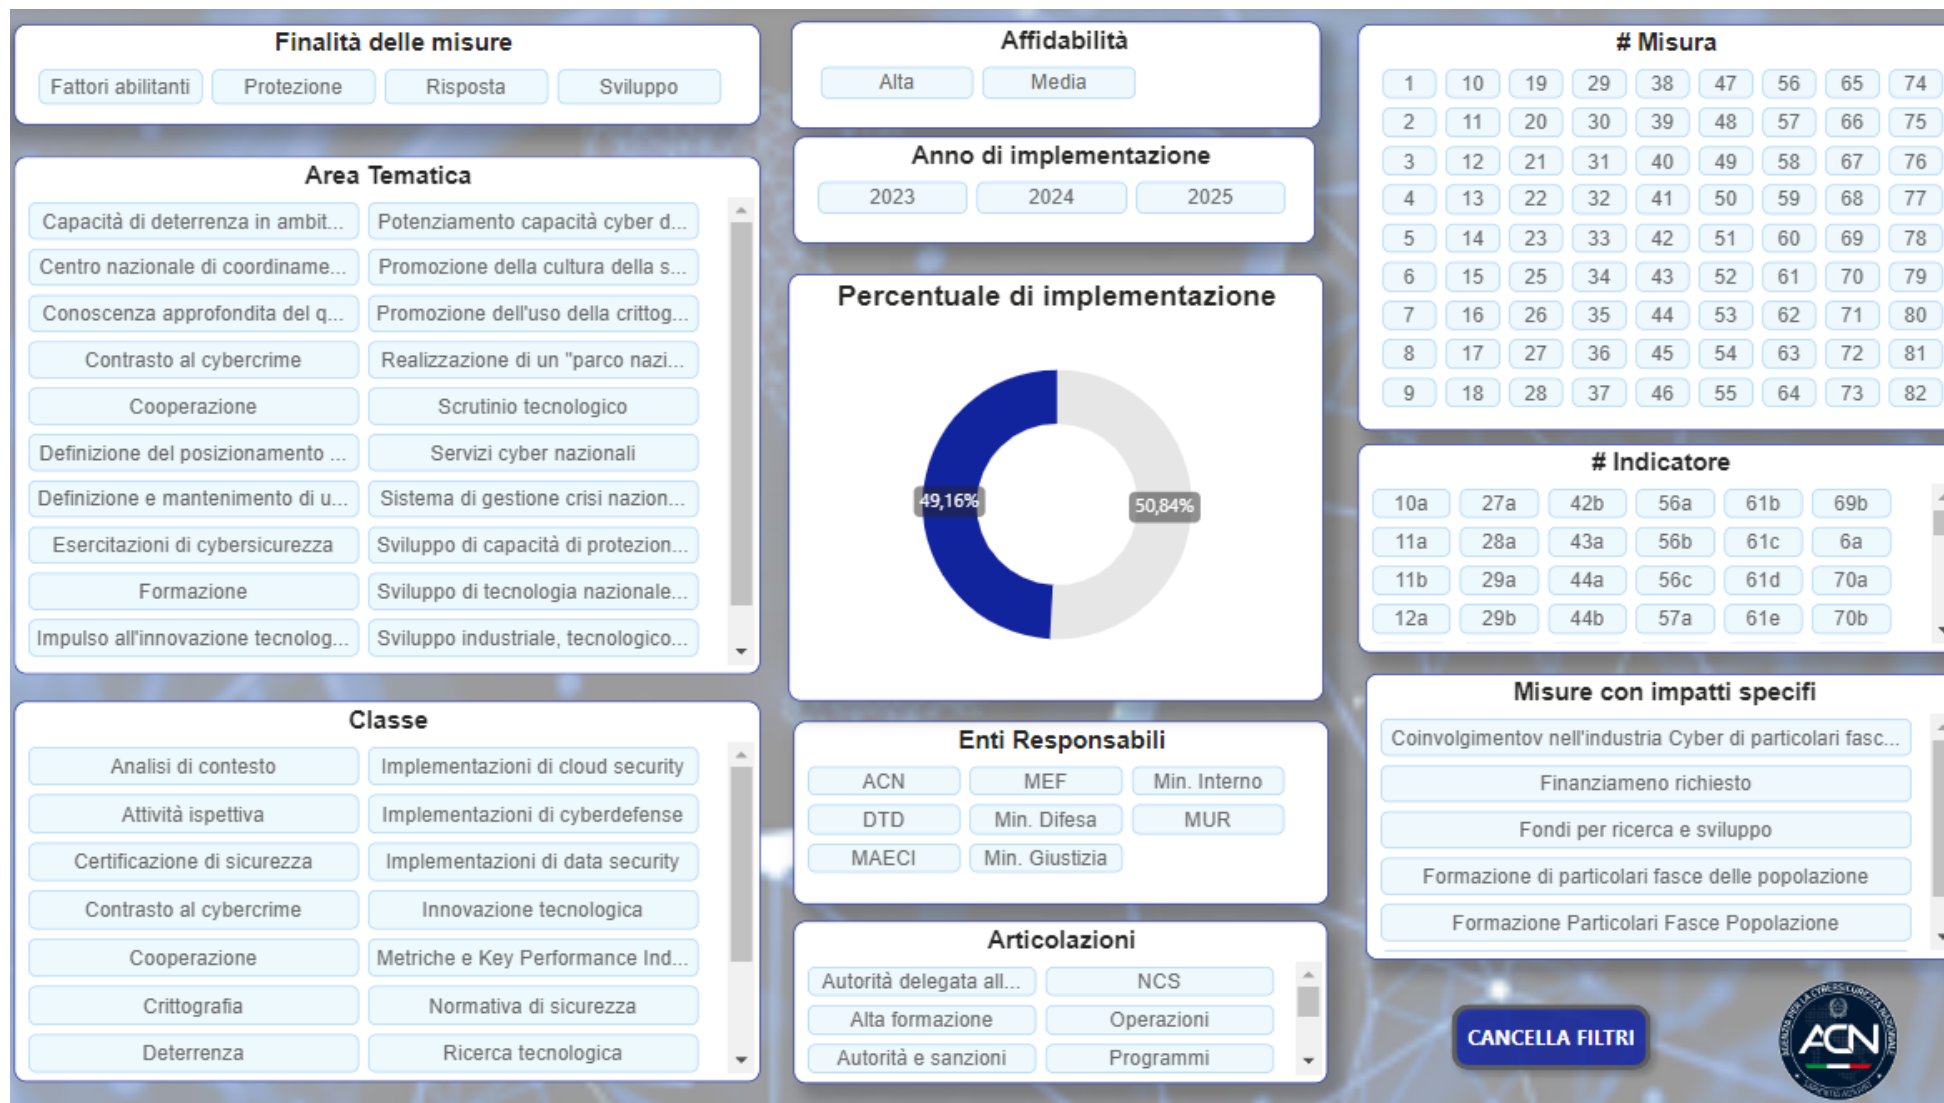 Finalità delle misure
Fattori abilitanti Protezione Risposta Sviluppo
Area Tematica
Capacità di deterrenza in ambit... Potenziamento capacità cyber d...
Centro nazionale di coordiname... Promozione della cultura della s...
Conoscenza approfondita del q... Promozione dell'uso della crittog...
Contrasto al cybercrime Realizzazione di un "parco nazi...
Cooperazione Scrutinio tecnologico
Definizione del posizionamento ... Servizi cyber nazionali
Definizione e mantenimento di u... Sistema di gestione crisi nazion...
Esercitazioni di cybersicurezza Sviluppo di capacità di protezion...
Formazione Sviluppo di tecnologia nazionale...
Impulso all'innovazione tecnolog... Sviluppo industriale, tecnologico...
Classe
Analisi di contesto Implementazioni di cloud security
Attività ispettiva Implementazioni di cyberdefense
Certificazione di sicurezza Implementazioni di data security
Contrasto al cybercrime Innovazione tecnologica
Cooperazione Metriche e Key Performance Ind...
Crittografia Normativa di sicurezza
Deterrenza Ricerca tecnologica
Affidabilità
Alta Media
Anno di implementazione
2023 2024 2025
Percentuale di implementazione
49,16% 50,84%
Enti Responsabili
ACN MEF Min. Interno
DTD Min. Difesa MUR
MAECI Min. Giustizia
Articolazioni
Autorità delegata all... NCS
Alta formazione Operazioni
Autorità e sanzioni Programmi
# Misura
1 10 19 29 38 47 56 65 74
2 11 20 30 39 48 57 66 75
3 12 21 31 40 49 58 67 76
4 13 22 32 41 50 59 68 77
5 14 23 33 42 51 60 69 78
6 15 25 34 43 52 61 70 79
7 16 26 35 44 53 62 71 80
8 17 27 36 45 54 63 72 81
9 18 28 37 46 55 64 73 82
# Indicatore
10a 27a 42b 56a 61b 69b
11a 28a 43a 56b 61c 6a
11b 29a 44a 56c 61d 70a
12a 29b 44b 57a 61e 70b
Misure con impatti specifi
Coinvolgimentov nell'industria Cyber di particolari fasc...
Finanziameno richiesto
Fondi per ricerca e sviluppo
Formazione di particolari fasce delle popolazione
Formazione Particolari Fasce Popolazione
CANCELLA FILTRI
AGENZIA PER LA CYBERSICUREZZA NAZIONALE
ACN